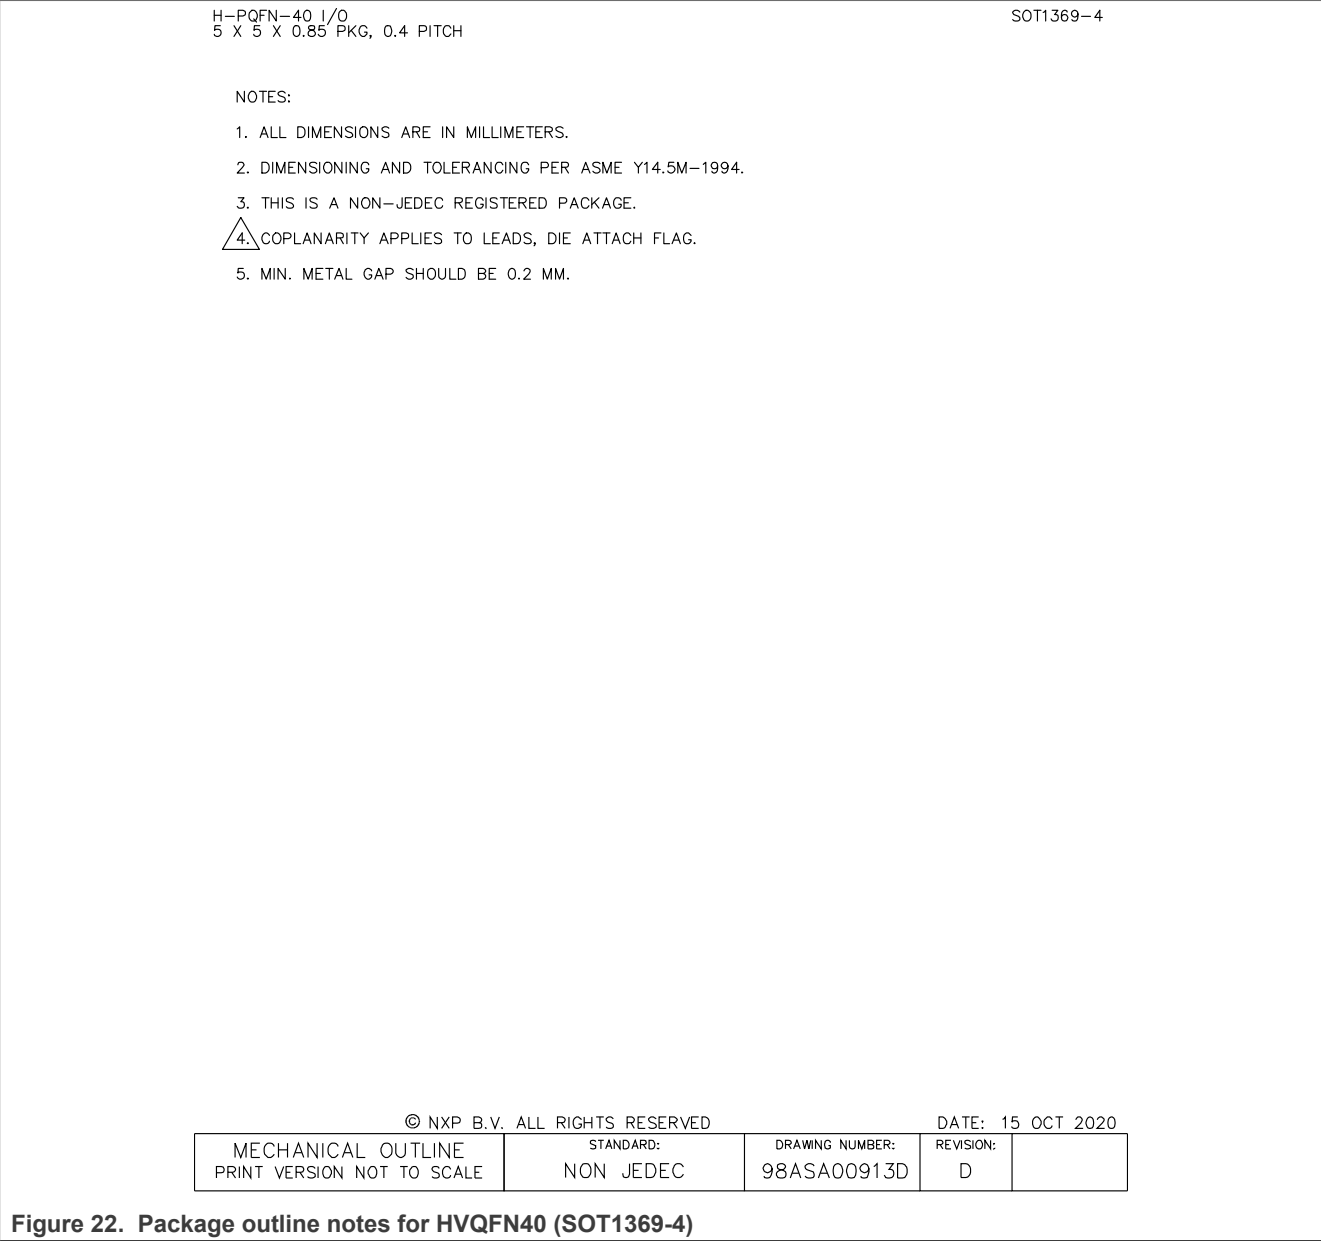 H-PQFN-40 I/O
5 X 5 X 0.85 PKG, 0.4 PITCH
SOT1369-4
NOTES:
1. ALL DIMENSIONS ARE IN MILLIMETERS.
2. DIMENSIONING AND TOLERANCING PER ASME Y14.5M-1994.
3. THIS IS A NON-JEDEC REGISTERED PACKAGE.
4. COPLANARITY APPLIES TO LEADS, DIE ATTACH FLAG.
5. MIN. METAL GAP SHOULD BE 0.2 MM.
© NXP B.V. ALL RIGHTS RESERVED
DATE: 15 OCT 2020
MECHANICAL OUTLINE
PRINT VERSION NOT TO SCALE
STANDARD:
NON JEDEC
DRAWING NUMBER:
98ASA00913D
REVISION:
D
Figure 22. Package outline notes for HVQFN40 (SOT1369-4)